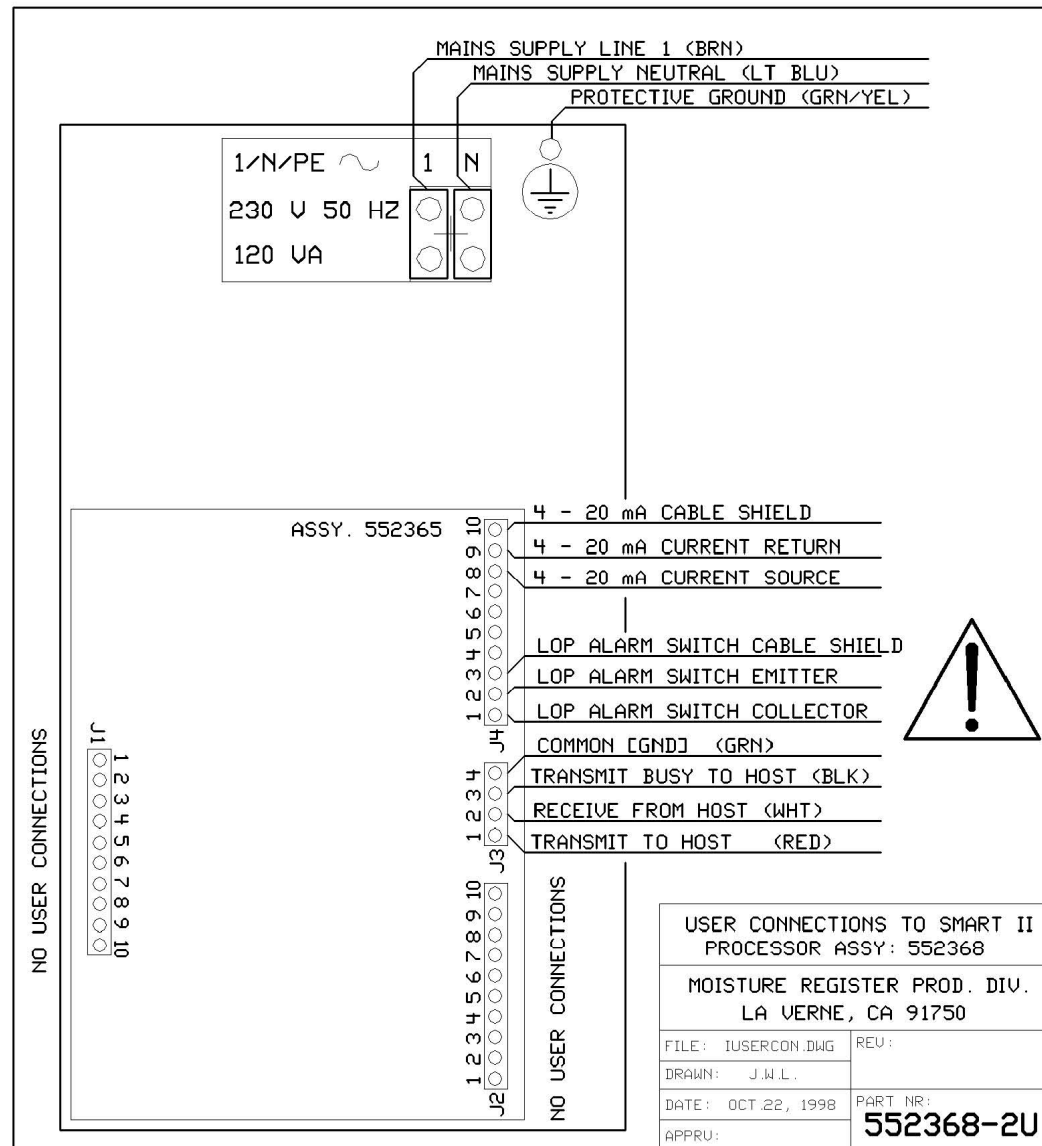 MAINS SUPPLY LINE 1 (BRN)
MAINS SUPPLY NEUTRAL (LT BLU)
PROTECTIVE GROUND (GRN/YEL)
1/N/PE 1 N
230 V 50 HZ
120 VA
ASSY. 552365
10
9
8
7
6
5
4
3
2
1
J4
4 - 20 mA CABLE SHIELD
4 - 20 mA CURRENT RETURN
4 - 20 mA CURRENT SOURCE
LOP ALARM SWITCH CABLE SHIELD
LOP ALARM SWITCH EMITTER
LOP ALARM SWITCH COLLECTOR
4
3
2
1
J3
COMMON [GND] (GRN)
TRANSMIT BUSY TO HOST (BLK)
RECEIVE FROM HOST (WHT)
TRANSMIT TO HOST (RED)
NO USER CONNECTIONS
J1
1
2
3
4
5
6
7
8
9
10
10
9
8
7
6
5
4
3
2
1
J2
NO USER CONNECTIONS
!
USER CONNECTIONS TO SMART II
PROCESSOR ASSY: 552368
MOISTURE REGISTER PROD. DIV.
LA VERNE, CA 91750
FILE: IUSERCON.DWG
REV:
DRAWN: J.W.L.
DATE: OCT.22, 1998
PART NR:
552368-2U
APPRV: